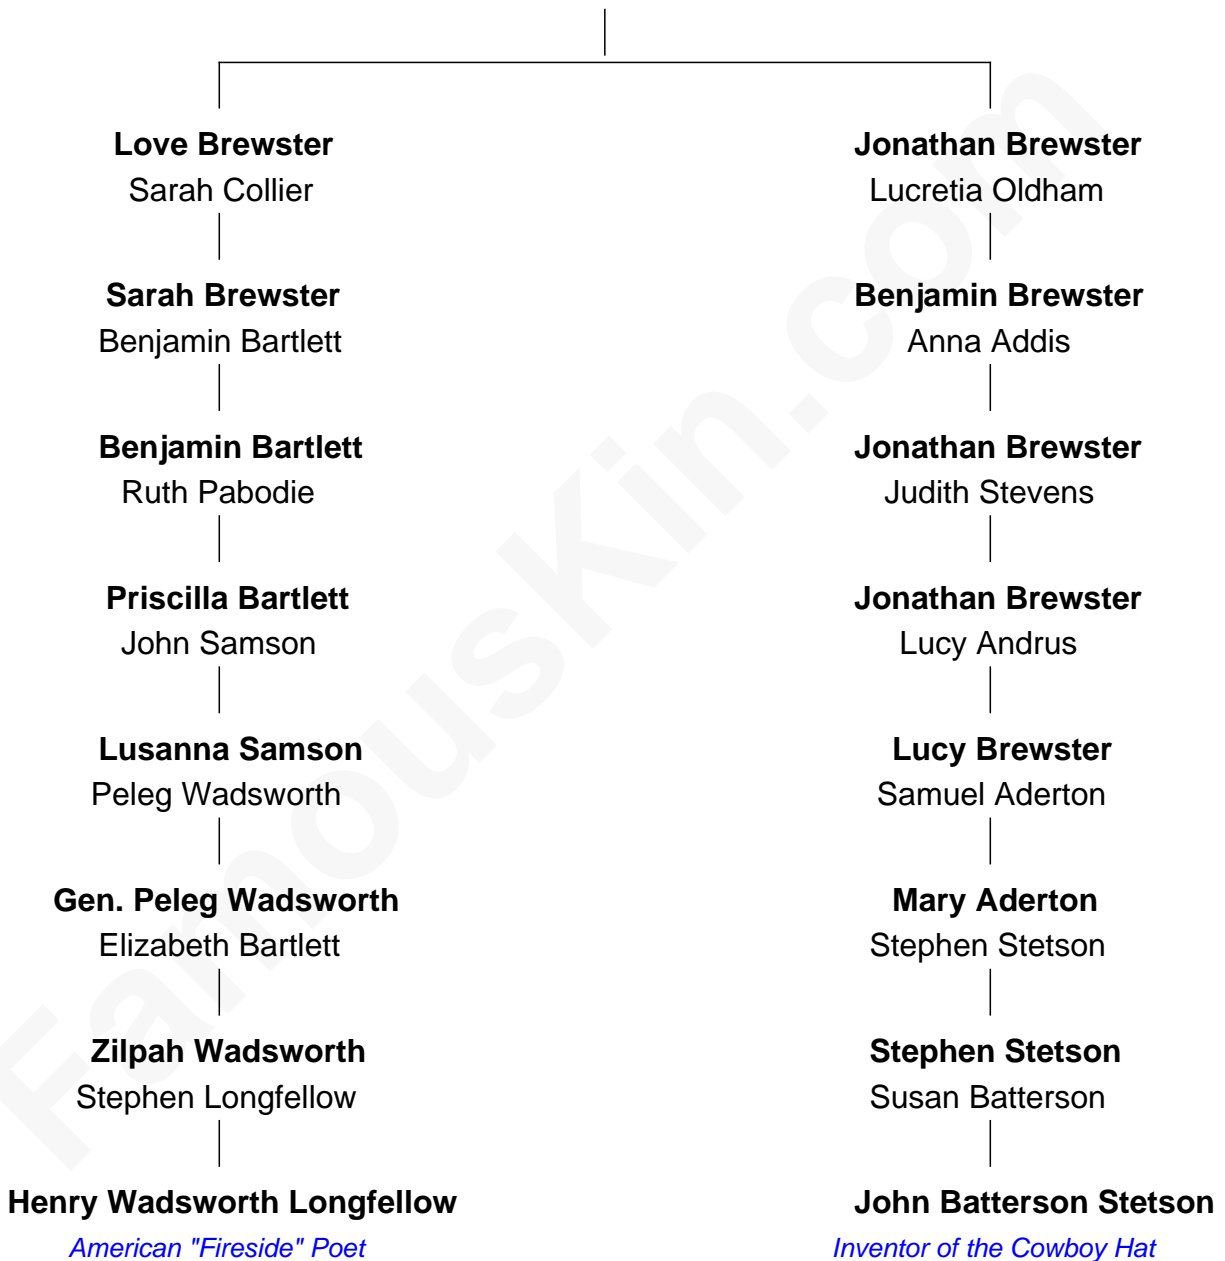 Love Brewster
Sarah Collier
Sarah Brewster
Benjamin Bartlett
Benjamin Bartlett
Ruth Pabodie
Priscilla Bartlett
John Samson
Lusanna Samson
Peleg Wadsworth
Gen. Peleg Wadsworth
Elizabeth Bartlett
Zilpah Wadsworth
Stephen Longfellow
Henry Wadsworth Longfellow
American "Fireside" Poet
Jonathan Brewster
Lucretia Oldham
Benjamin Brewster
Anna Addis
Jonathan Brewster
Judith Stevens
Jonathan Brewster
Lucy Andrus
Lucy Brewster
Samuel Aderton
Mary Aderton
Stephen Stetson
Stephen Stetson
Susan Batterson
John Batterson Stetson
Inventor of the Cowboy Hat
FamousKin.com